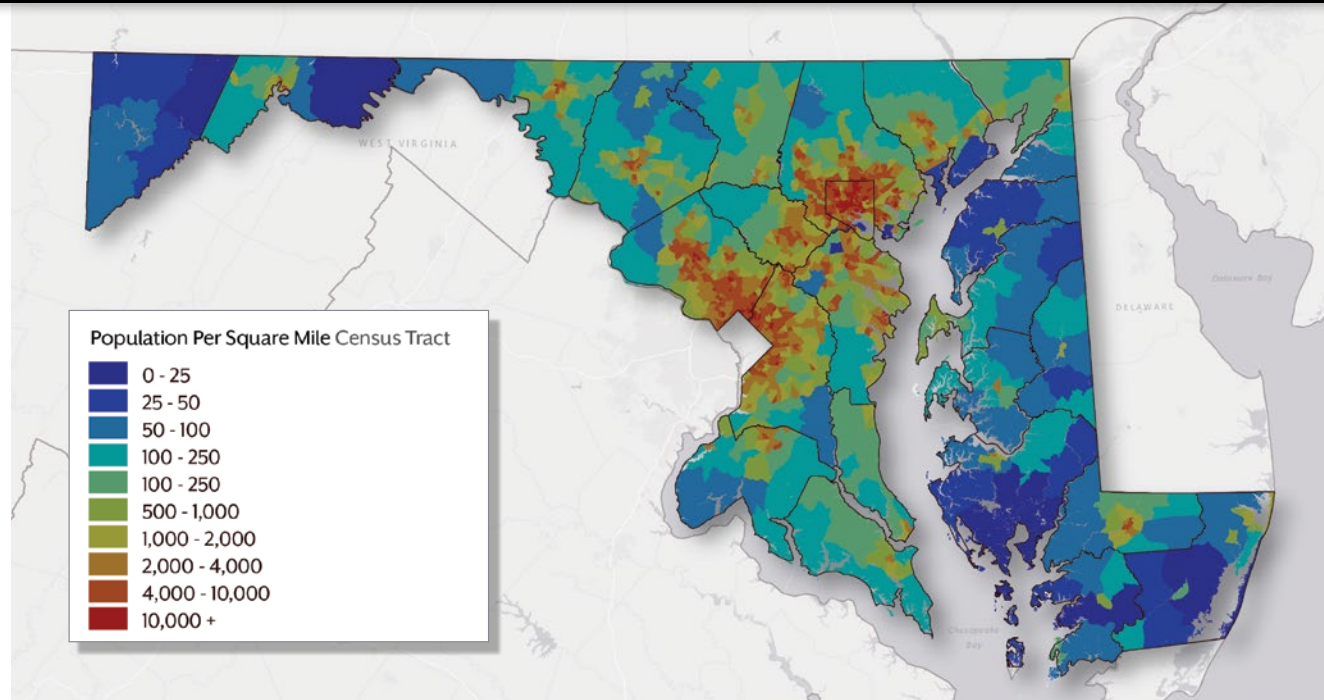 WEST VIRGINIA
Delaware Bay
DELAWARE
Population Per Square Mile Census Tract
0 - 25
25 - 50
50 - 100
100 - 250
100 - 250
500 - 1,000
1,000 - 2,000
2,000 - 4,000
4,000 - 10,000
10,000 +
Chesapeake
Bay